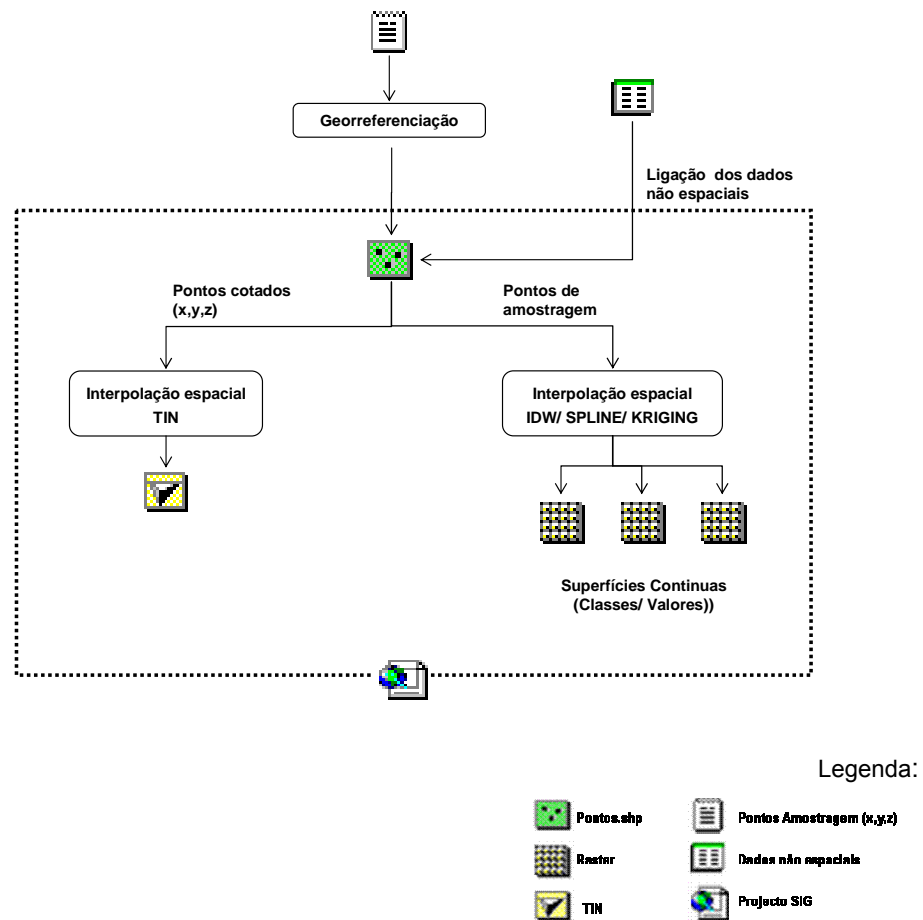 Georreferenciação
Ligação dos dados
não espaciais
Pontos cotados
(x,y,z)
Pontos de
amostragem
Interpolação espacial
TIN
Interpolação espacial
IDW/ SPLINE/ KRIGING
Superfícies Continuas
(Classes/ Valores))
Legenda:
Pontos.shp
Pontos Amostragem (x,y,z)
Raster
Dados não espaciais
TIN
Projecto SIG